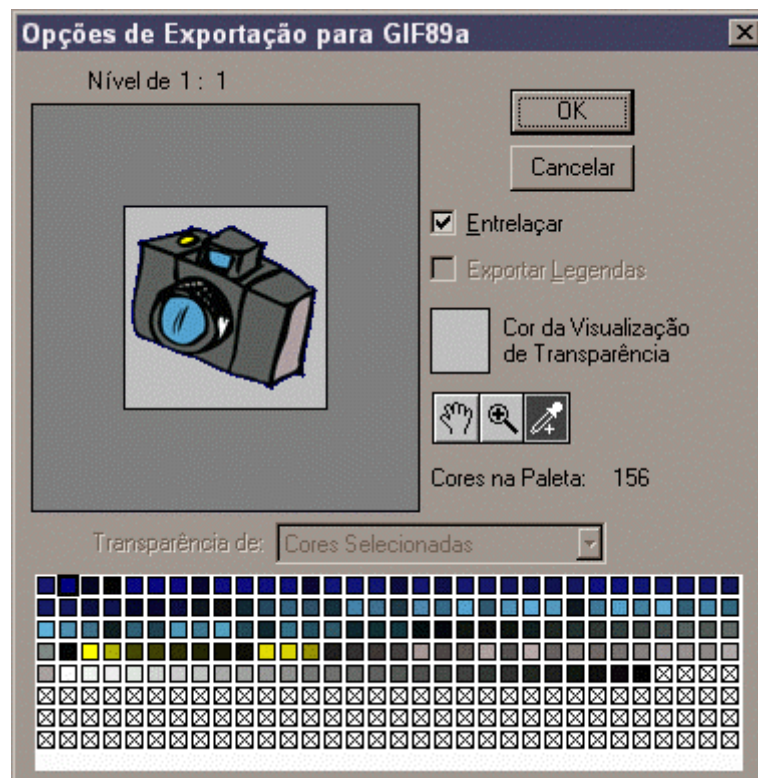 Opções de Exportação para GIF89a
Nível de 1 : 1
OK
Cancelar
Entrelaçar
Exportar Legendas
Cor da Visualização
de Transparência
Cores na Paleta: 156
Transparência de: Cores Selecionadas